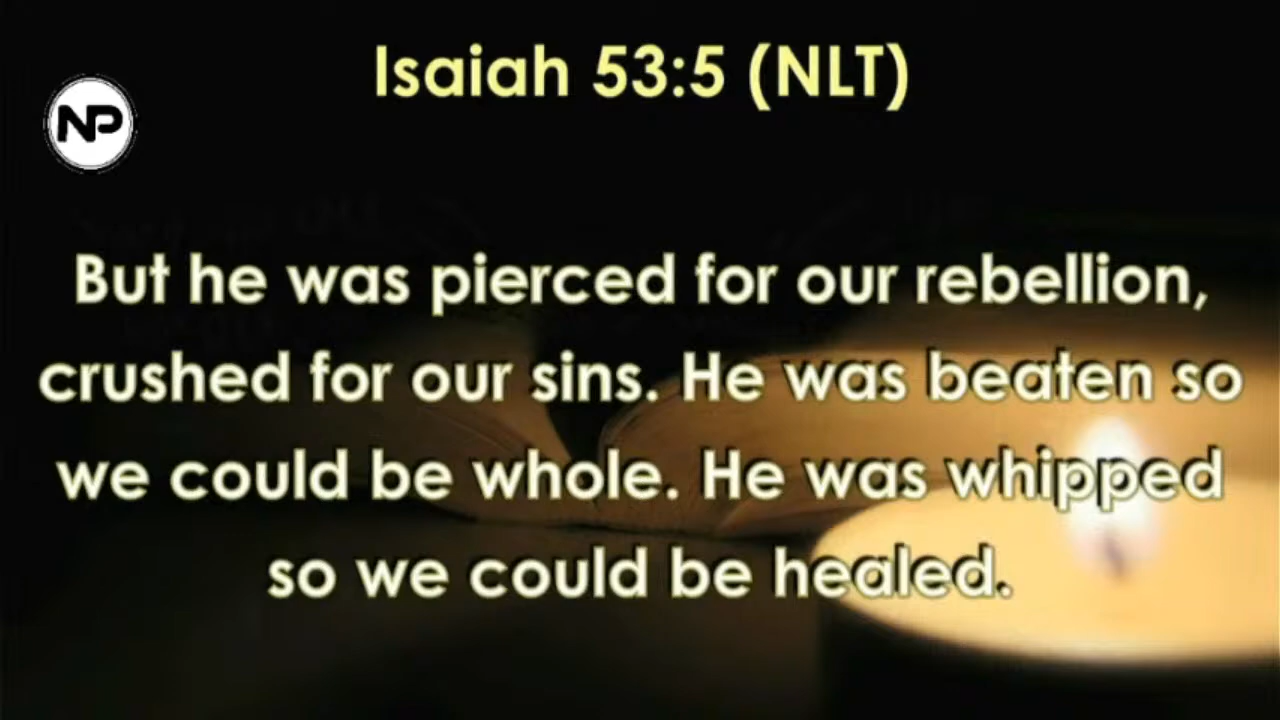 Isaiah 53:5 (NLT)
NP
But he was pierced for our rebellion,
crushed for our sins. He was beaten so
we could be whole. He was whipped
so we could be healed.